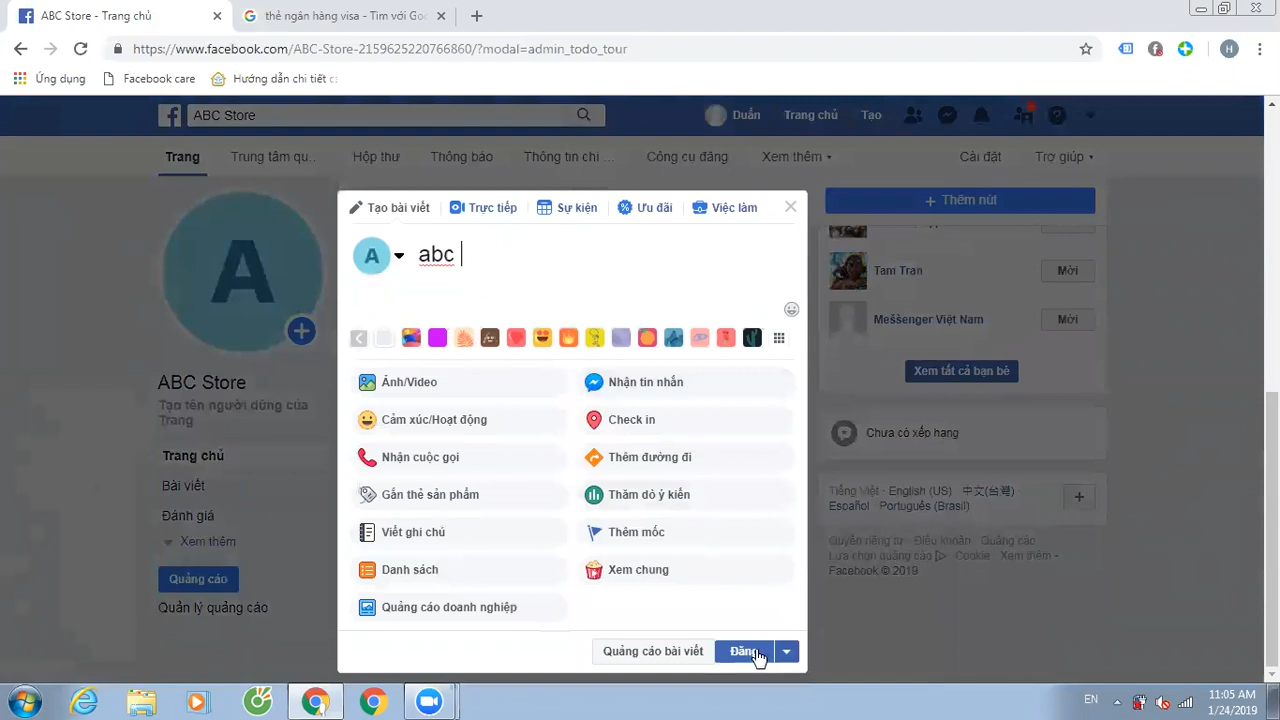 ABC Store - Trang chủ
thẻ ngân hàng visa - Tìm với Goo
https://www.facebook.com/ABC-Store-2159625220766860/?modal=admin_todo_tour
H
Ứng dụng
Facebook care
Hướng dẫn chi tiết c
ABC Store
Duẩn
Trang chủ
Tạo
Trang
Trung tâm qu...
Hộp thư
Thông báo
Thông tin chi ...
Công cụ đăng
Xem thêm
Cài đặt
Trợ giúp
Tạo bài viết
Trực tiếp
Sự kiện
Ưu đãi
Việc làm
+ Thêm nút
A
A
abc
Tam Tran
Mời
Meššenger Việt Nam
Mời
Xem tất cả bạn bè
ABC Store
Tạo tên người dùng của
Trang
Trang chủ
Bài viết
Đánh giá
Xem thêm
Quảng cáo
Quản lý quảng cáo
Ảnh/Video
Nhận tin nhắn
Cảm xúc/Hoạt động
Check in
Nhận cuộc gọi
Thêm đường đi
Gắn thẻ sản phẩm
Thăm dò ý kiến
Viết ghi chú
Thêm mốc
Danh sách
Xem chung
Quảng cáo doanh nghiệp
Quảng cáo bài viết
Đăng
Chưa có xếp hạng
Tiếng Việt · English (US) · 中文(台灣) ·
Español · Português (Brasil)
Quyền riêng tư · Điều khoản · Quảng cáo ·
Lựa chọn quảng cáo · Cookie · Xem thêm
Facebook © 2019
EN
11:05 AM
1/24/2019